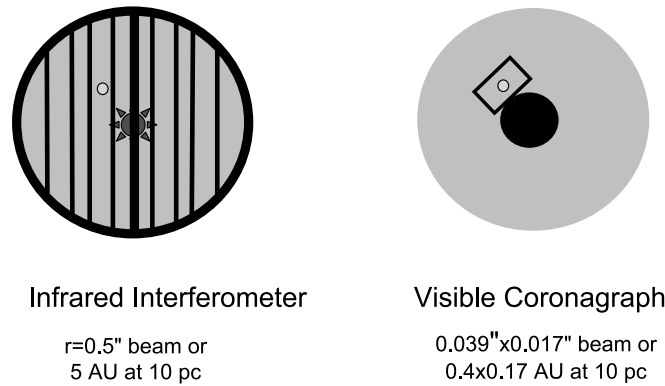 Infrared Interferometer
r=0.5" beam or
5 AU at 10 pc
Visible Coronagraph
0.039"x0.017" beam or
0.4x0.17 AU at 10 pc